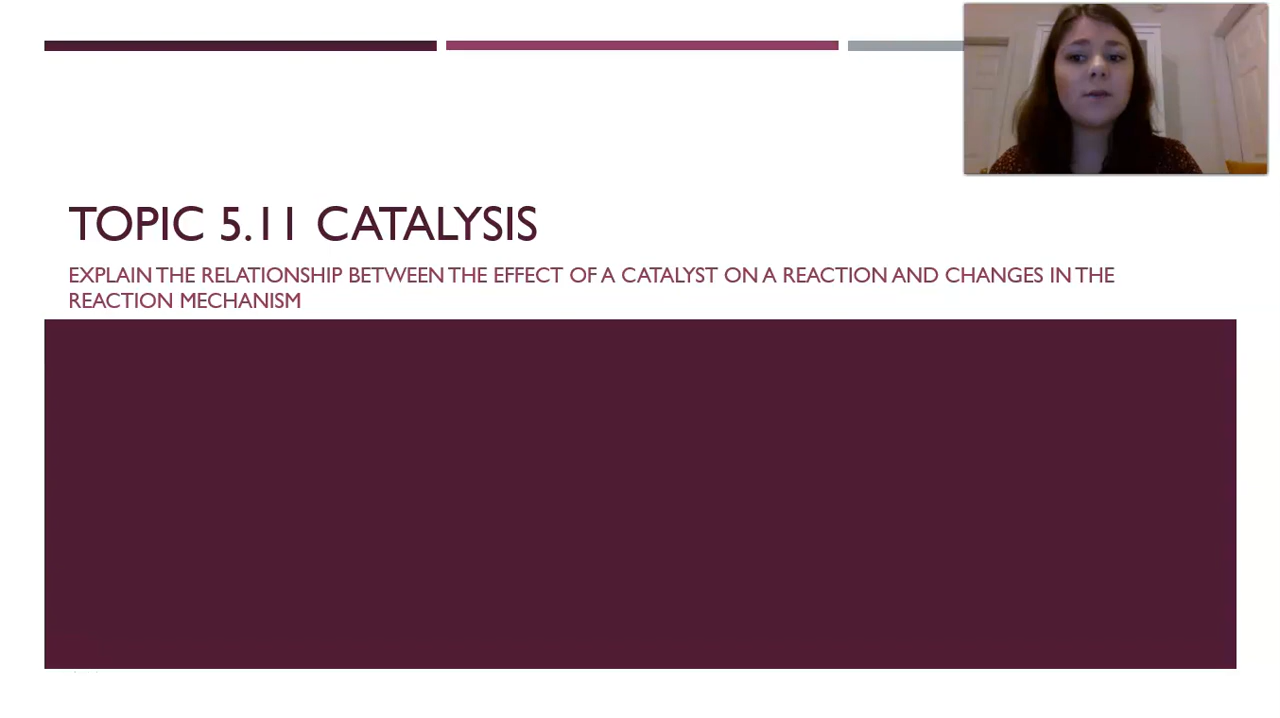 TOPIC 5.11 CATALYSIS
EXPLAIN THE RELATIONSHIP BETWEEN THE EFFECT OF A CATALYST ON A REACTION AND CHANGES IN THE
REACTION MECHANISM